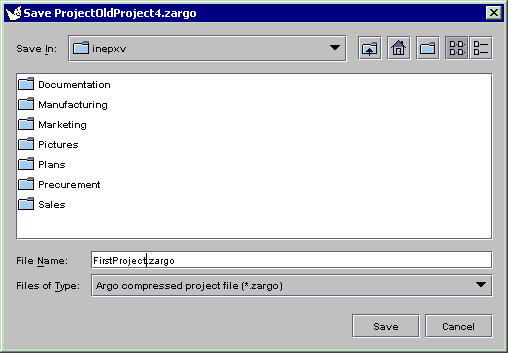 Save ProjectOldProject4.zargo
Save In: inepxv
Documentation
Manufacturing
Marketing
Pictures
Plans
Precurement
Sales
File Name: FirstProject.zargo
Files of Type: Argo compressed project file (*.zargo)
Save Cancel